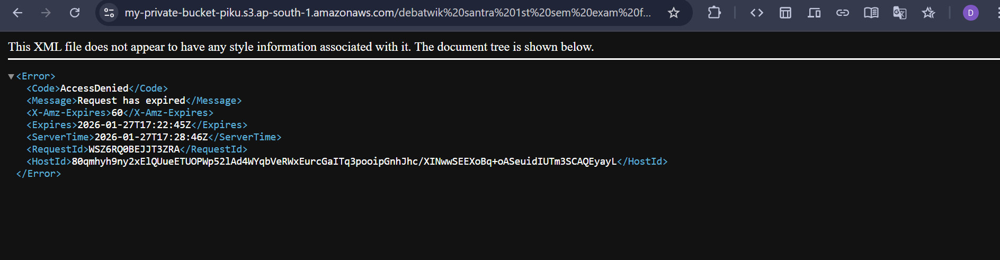 my-private-bucket-piku.s3.ap-south-1.amazonaws.com/debatwik%20santra%201st%20sem%20exam%20f...
D
This XML file does not appear to have any style information associated with it. The document tree is shown below.
▼<Error>
<Code>AccessDenied</Code>
<Message>Request has expired</Message>
<X-Amz-Expires>60</X-Amz-Expires>
<Expires>2026-01-27T17:22:45Z</Expires>
<ServerTime>2026-01-27T17:28:46Z</ServerTime>
<RequestId>WSZ6RQ0BEJJT3ZRA</RequestId>
<HostId>80qmhyh9ny2xElQUueETUOPWp52lAd4WYqbVeRWxEurcGaITq3pooipGnhJhc/XINwwSEEXoBq+oASeuidIUTm3SCAQEyayL</HostId>
</Error>